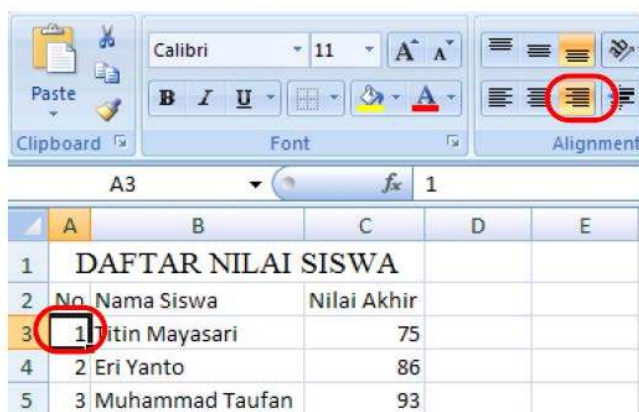 Calibri 11 A A
Paste B I U A
Clipboard Font Alignment
A3 fx 1
A B C D E
1 DAFTAR NILAI SISWA
2 No Nama Siswa Nilai Akhir
3 1 Titin Mayasari 75
4 2 Eri Yanto 86
5 3 Muhammad Taufan 93